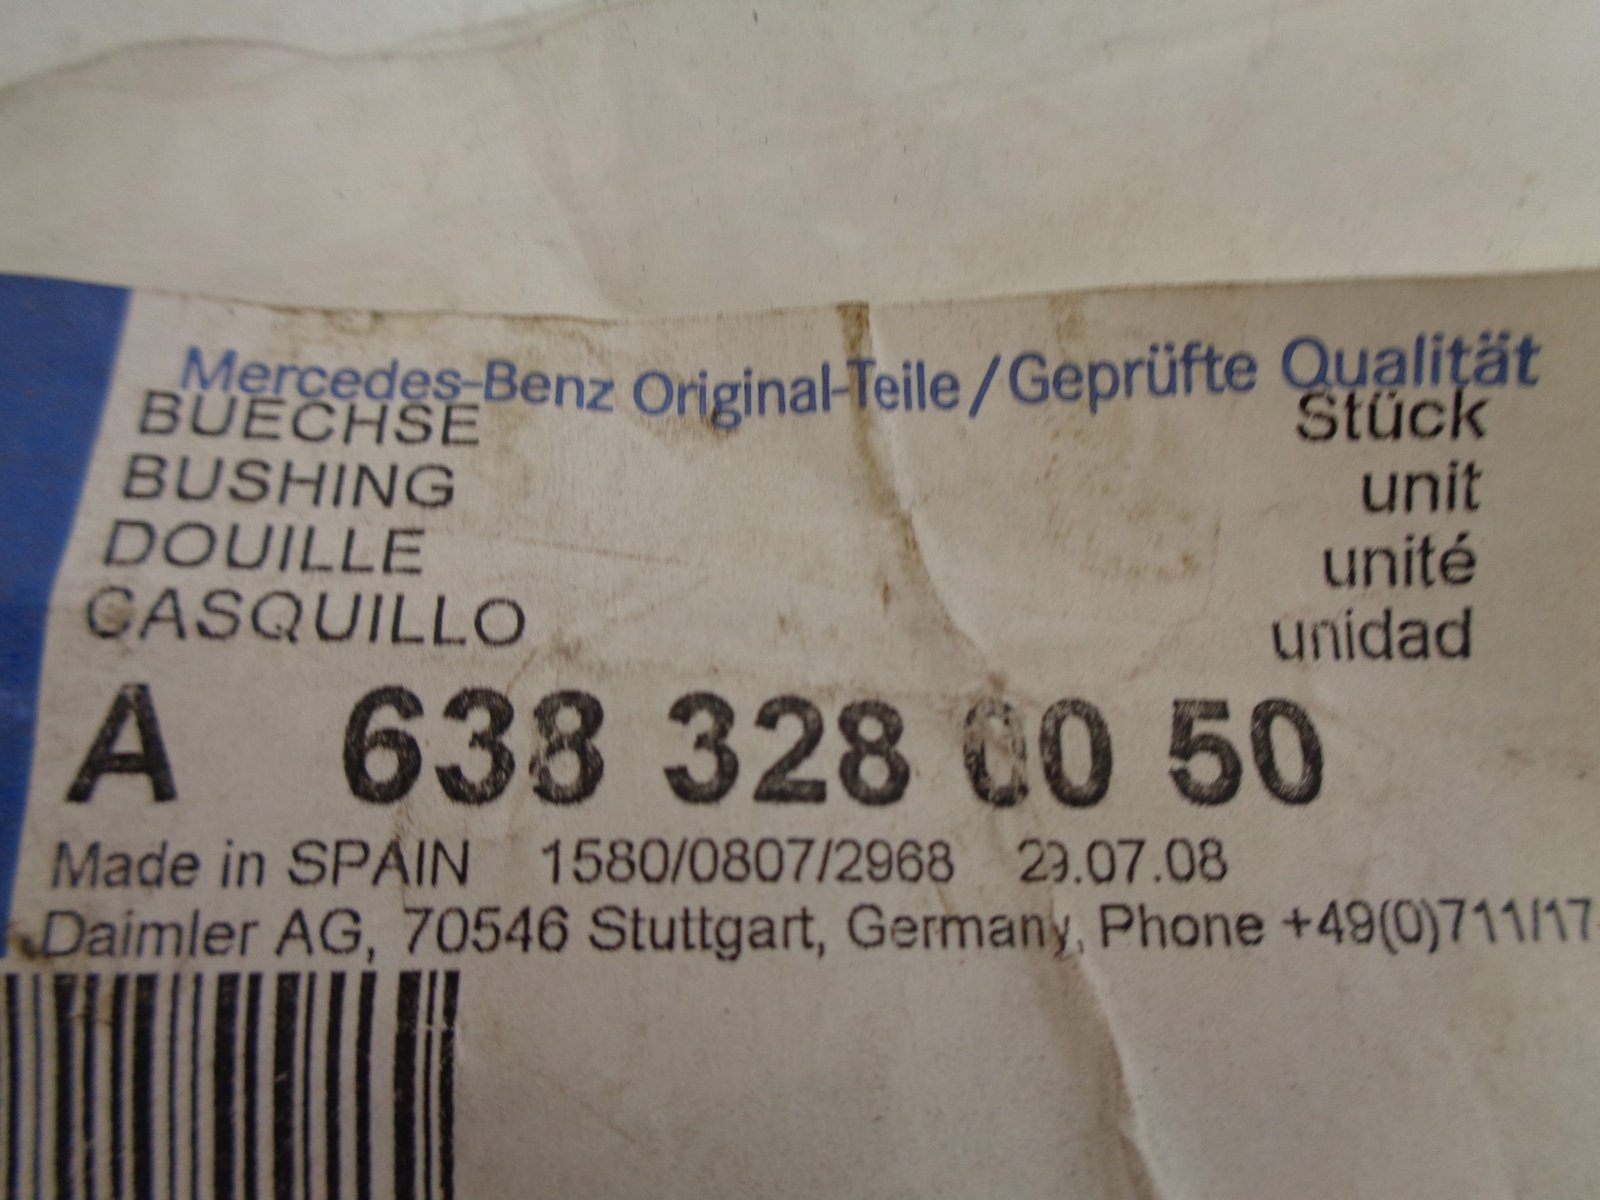 Mercedes-Benz Original-Teile/Geprüfte Qualität
BUECHSE Stück
BUSHING unit
DOUILLE unité
CASQUILLO unidad
A 638 328 00 50
Made in SPAIN 1580/0807/2968 29.07.08
Daimler AG, 70546 Stuttgart, Germany, Phone +49(0)711/17-